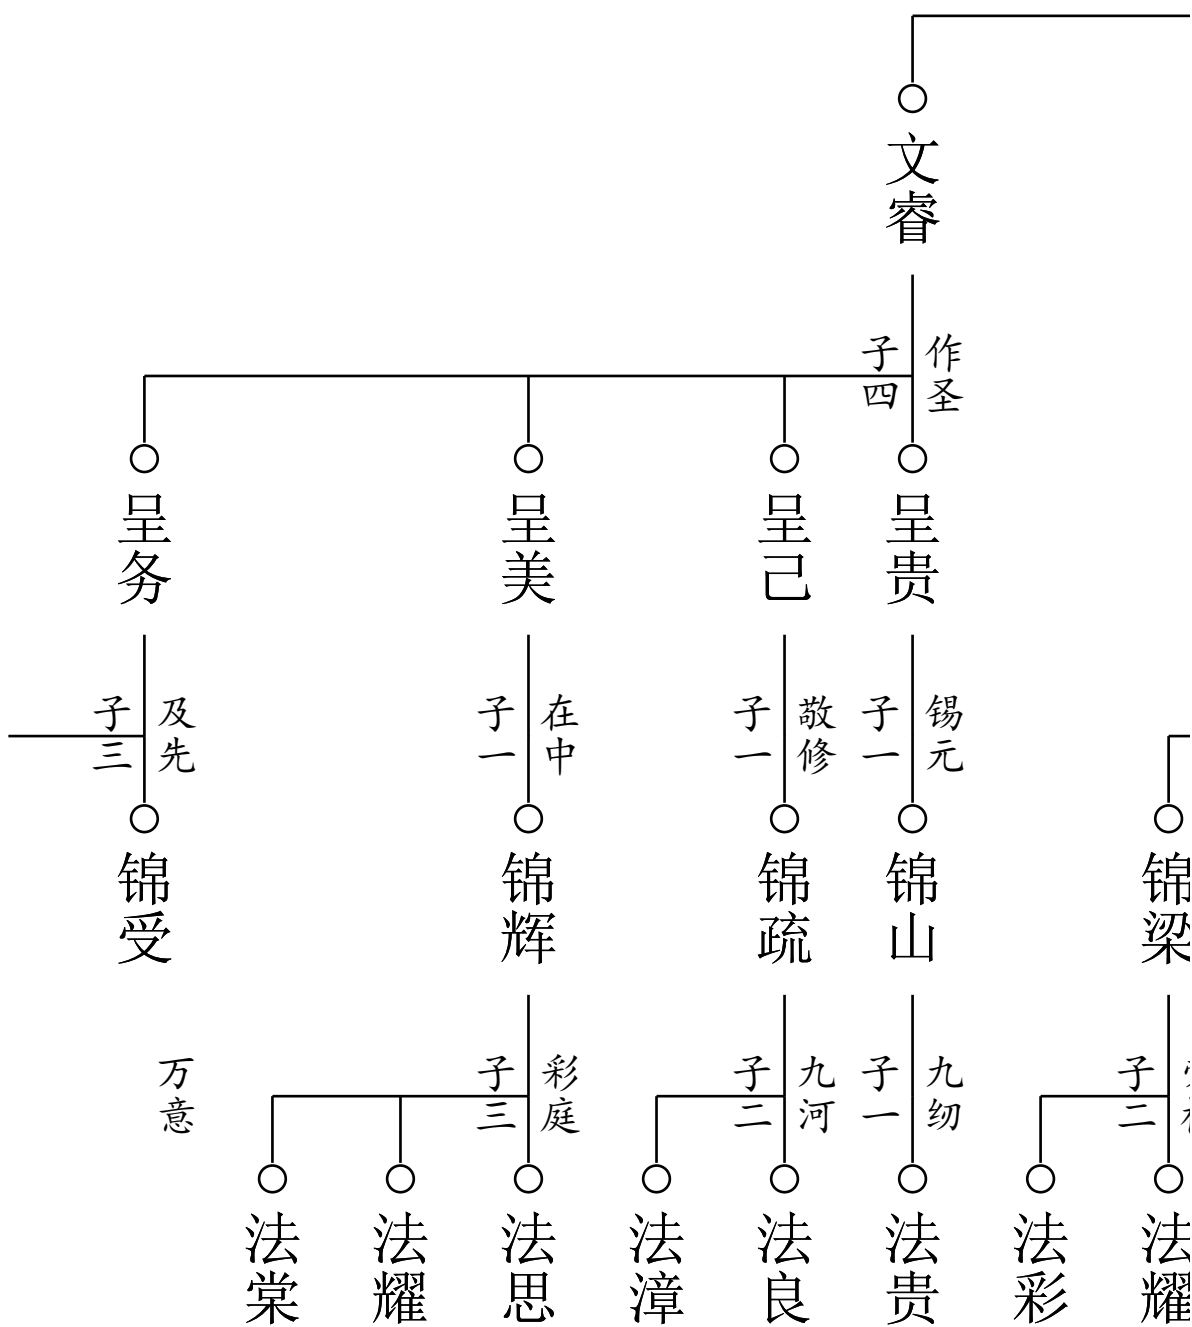 文睿
作圣
子四
呈贵
呈己
呈美
呈务
锡元
子一
敬修
子一
在中
子一
及先
子三
锦梁
锦山
锦疏
锦辉
锦受
子二
九纫
子一
九河
子二
彩庭
子三
万意
法耀
法彩
法贵
法良
法漳
法思
法耀
法棠